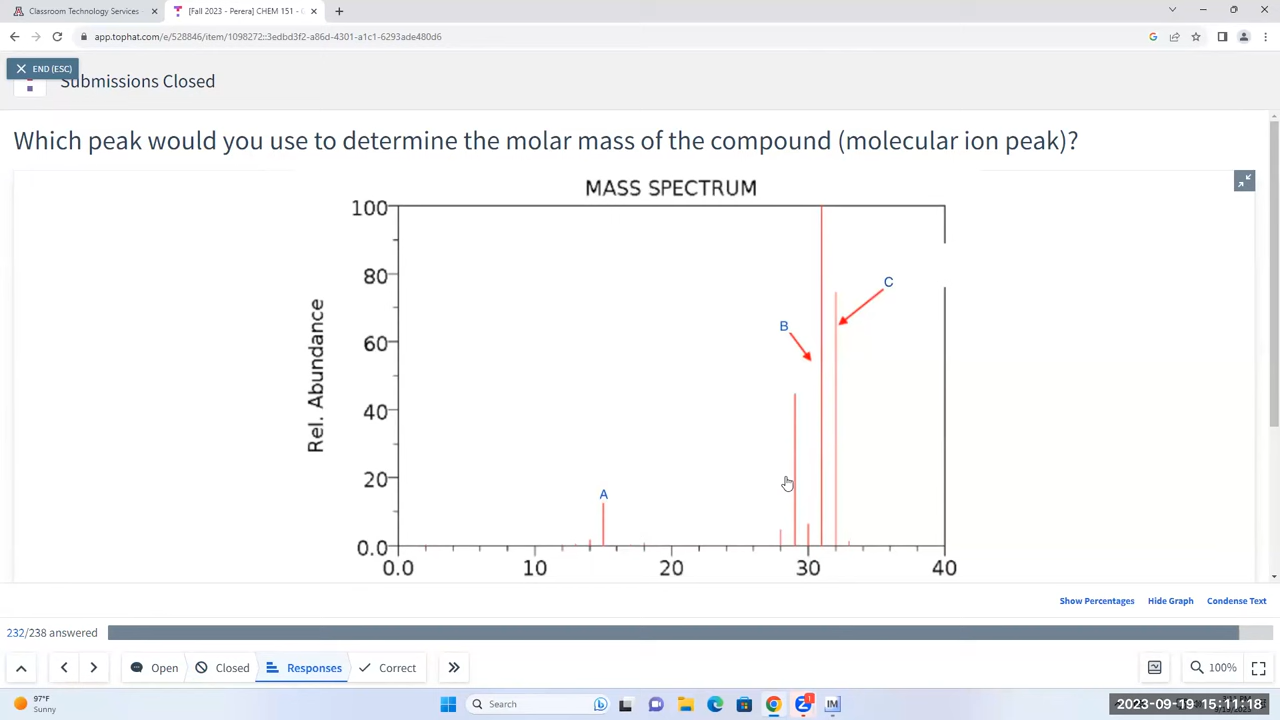 Classroom Technology Services
[Fall 2023 - Perera] CHEM 151 -
app.tophat.com/e/528846/item/1098272::3edbd3f2-a86d-4301-a1c1-6293ade480d6
END (ESC)
Submissions Closed
Which peak would you use to determine the molar mass of the compound (molecular ion peak)?
MASS SPECTRUM
100
80
60
40
20
0.0
Rel. Abundance
A
B
C
0.0 10 20 30 40
Show Percentages Hide Graph Condense Text
232/238 answered
Open Closed Responses Correct 100%
97°F
Sunny
Search
1
IM
2023-09-19 15:11:18